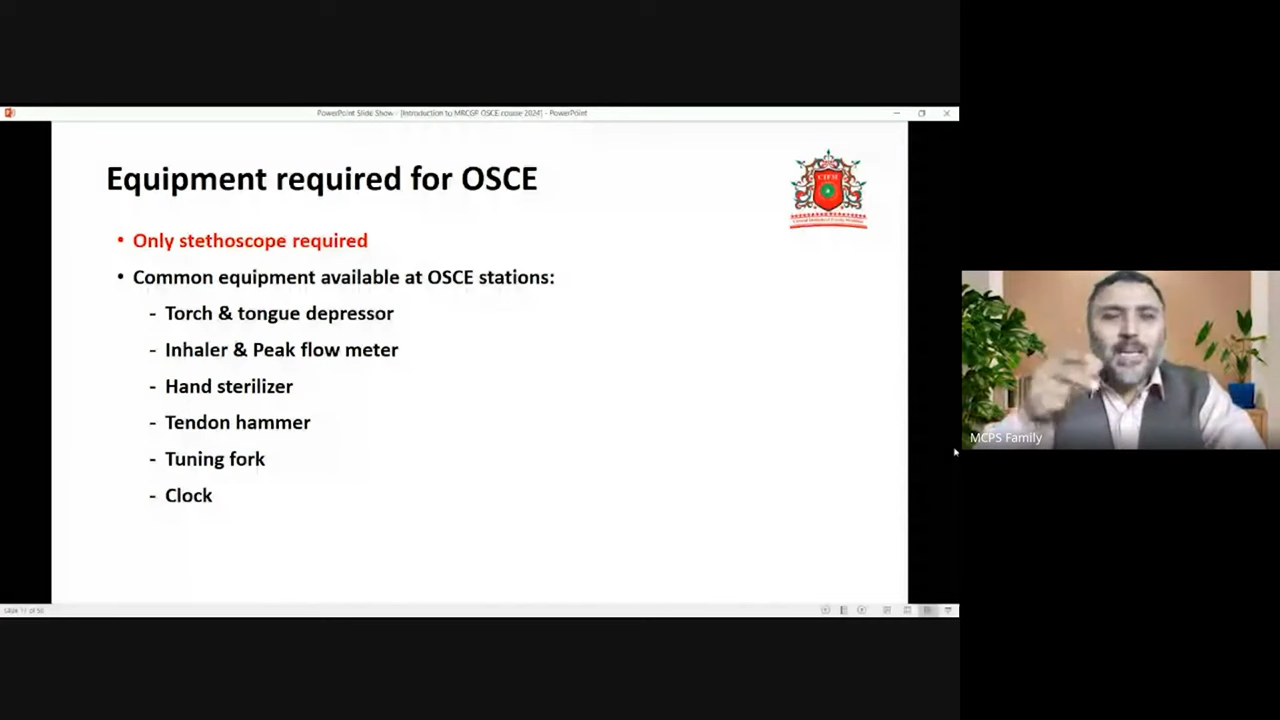 PowerPoint Slide Show - [Introduction to MRCGP OSCE course 2024] - PowerPoint
Equipment required for OSCE
CIFM
• Only stethoscope required
• Common equipment available at OSCE stations:
- Torch & tongue depressor
- Inhaler & Peak flow meter
- Hand sterilizer
- Tendon hammer
- Tuning fork
- Clock
MCPS Family